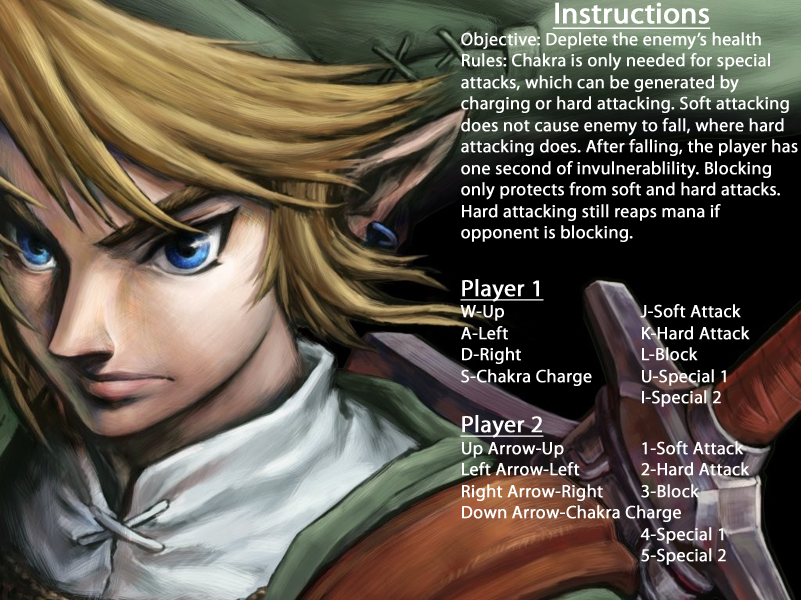 Instructions
Objective: Deplete the enemy's health
Rules: Chakra is only needed for special
attacks, which can be generated by
charging or hard attacking. Soft attacking
does not cause enemy to fall, where hard
attacking does. After falling, the player has
one second of invulnerablility. Blocking
only protects from soft and hard attacks.
Hard attacking still reaps mana if
opponent is blocking.
Player 1
W-Up J-Soft Attack
A-Left K-Hard Attack
D-Right L-Block
S-Chakra Charge U-Special 1
I-Special 2
Player 2
Up Arrow-Up 1-Soft Attack
Left Arrow-Left 2-Hard Attack
Right Arrow-Right 3-Block
Down Arrow-Chakra Charge
4-Special 1
5-Special 2